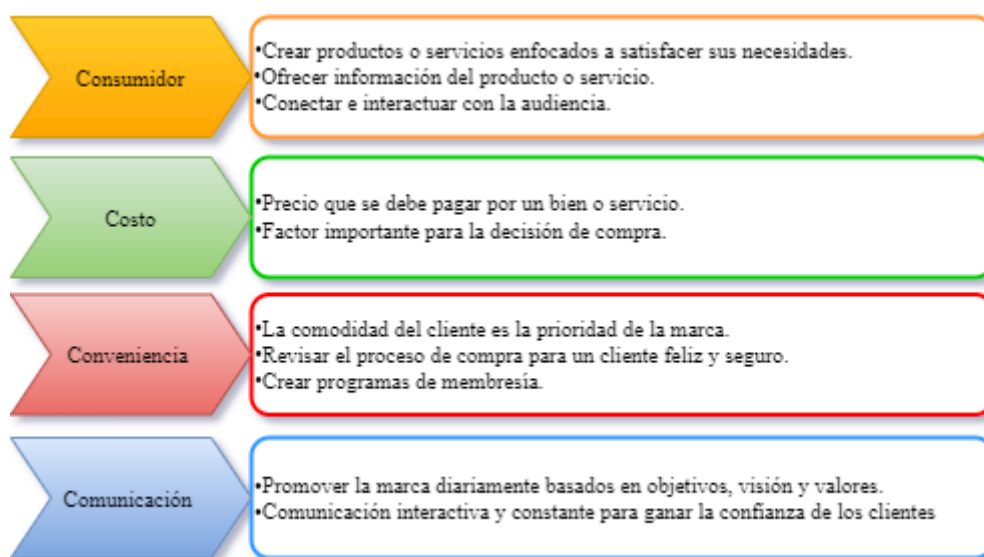 Consumidor
•Crear productos o servicios enfocados a satisfacer sus necesidades.
•Ofrecer información del producto o servicio.
•Conectar e interactuar con la audiencia.
Costo
•Precio que se debe pagar por un bien o servicio.
•Factor importante para la decisión de compra.
Conveniencia
•La comodidad del cliente es la prioridad de la marca.
•Revisar el proceso de compra para un cliente feliz y seguro.
•Crear programas de membresía.
Comunicación
•Promover la marca diariamente basados en objetivos, visión y valores.
•Comunicación interactiva y constante para ganar la confianza de los clientes